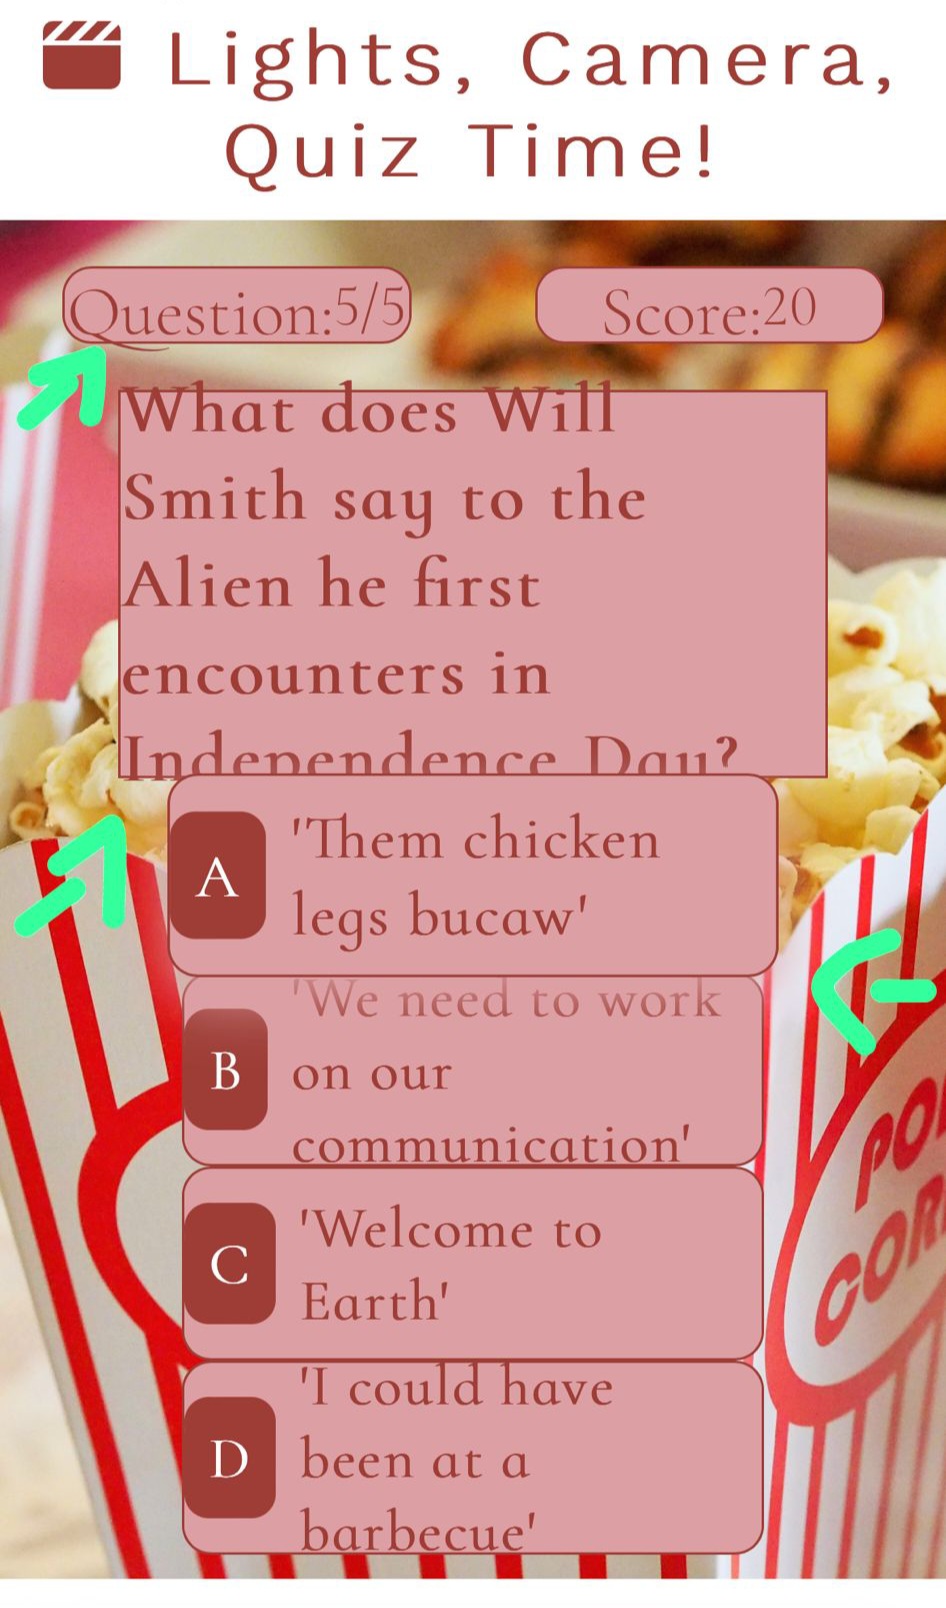 Lights, Camera,
Quiz Time!
Question:5/5
Score:20
What does Will
Smith say to the
Alien he first
encounters in
Independence Day?
A
'Them chicken
legs bucaw'
B
'We need to work
on our
communication'
C
'Welcome to
Earth'
D
'I could have
been at a
barbecue'
POP
CORN